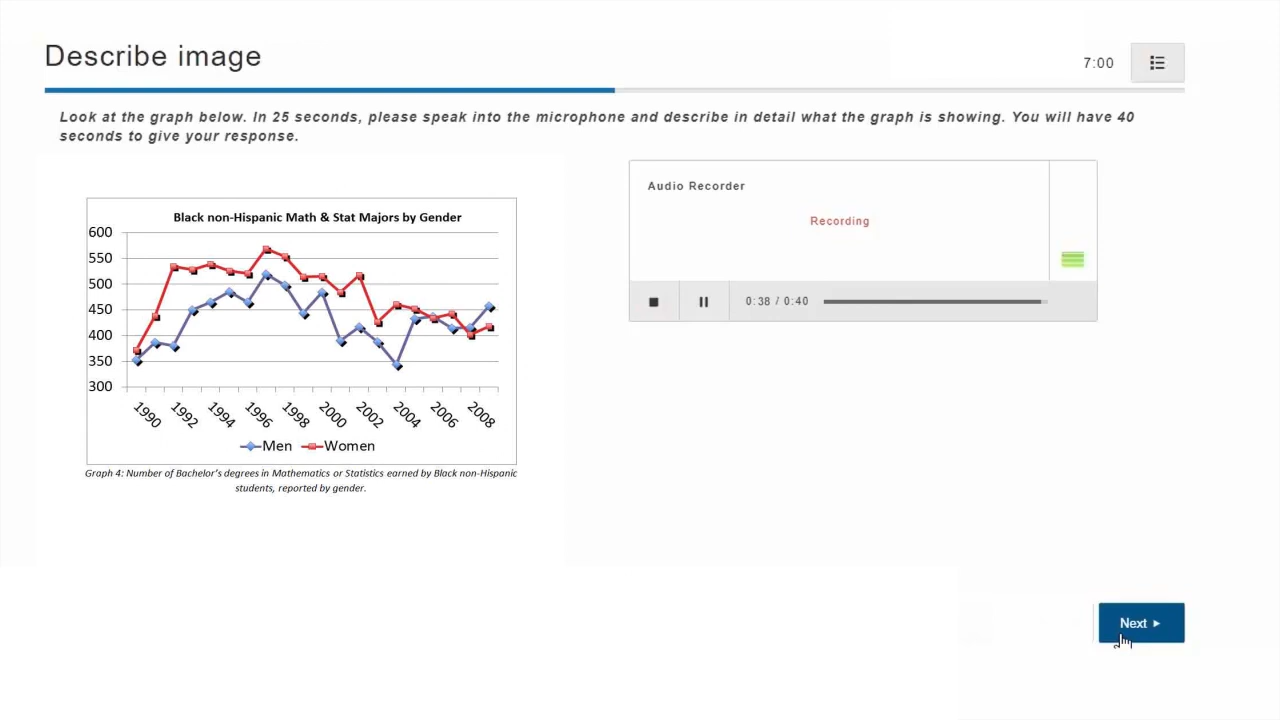 Describe image
7:00
Look at the graph below. In 25 seconds, please speak into the microphone and describe in detail what the graph is showing. You will have 40
seconds to give your response.
Audio Recorder
Recording
0:38 / 0:40
Black non-Hispanic Math & Stat Majors by Gender
600
550
500
450
400
350
300
1990 1992 1994 1996 1998 2000 2002 2004 2006 2008
Men Women
Graph 4: Number of Bachelor's degrees in Mathematics or Statistics earned by Black non-Hispanic
students, reported by gender.
Next